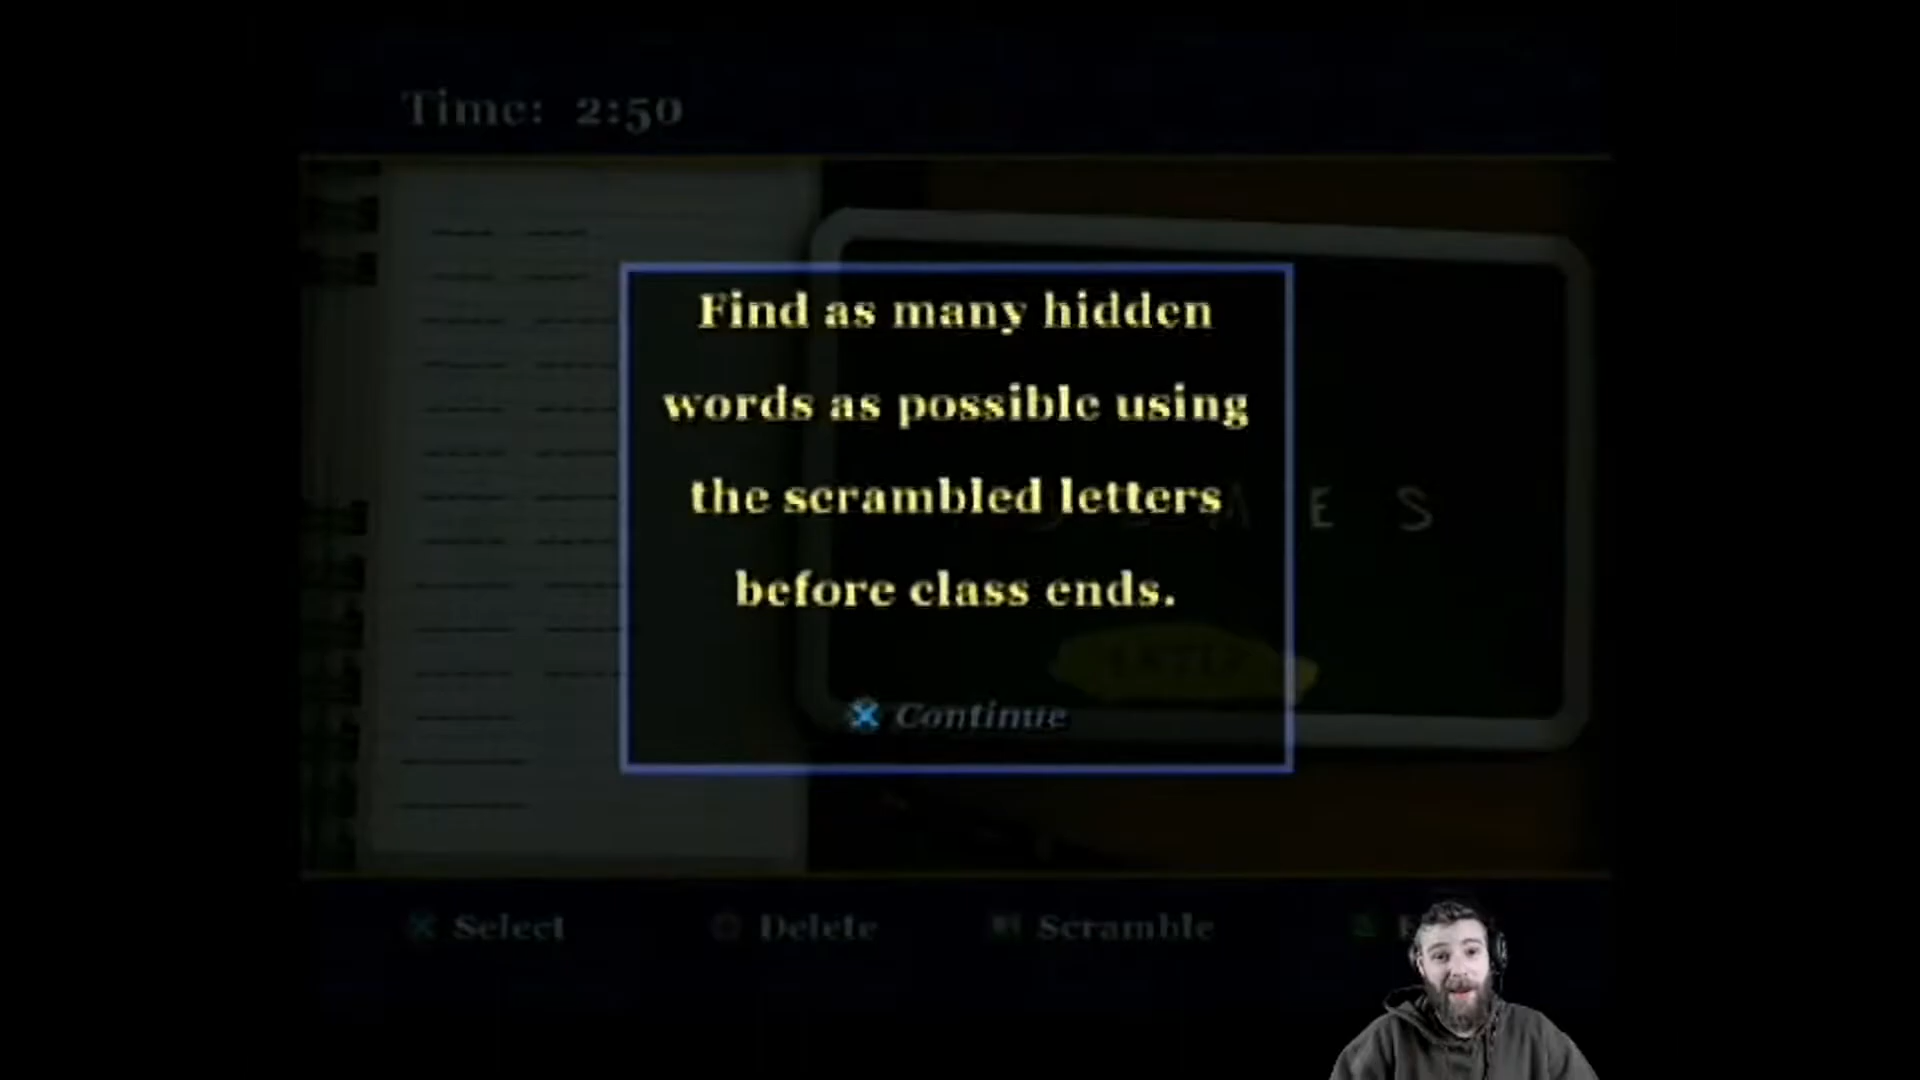 Time: 2:50
Find as many hidden
words as possible using
the scrambled letters
before class ends.
E S
Continue
Select Delete Scramble